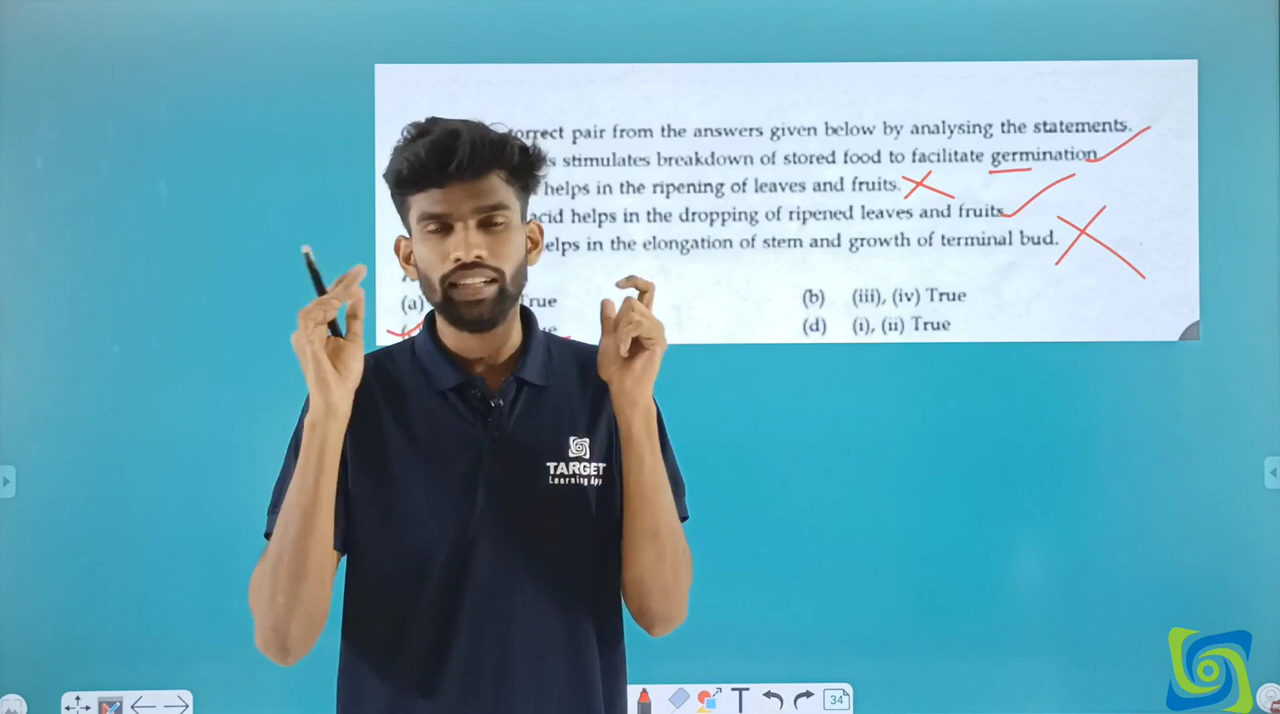 orrect pair from the answers given below by analysing the statements.
s stimulates breakdown of stored food to facilitate germination
helps in the ripening of leaves and fruits.
acid helps in the dropping of ripened leaves and fruits
elps in the elongation of stem and growth of terminal bud.
(a) True (b) (iii), (iv) True
(d) (i), (ii) True
TARGET
Learning App
T
34